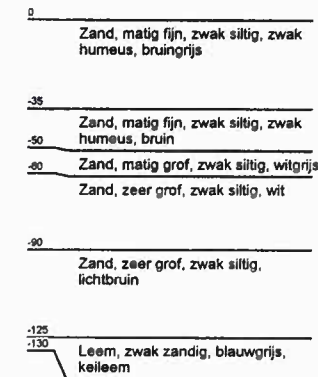 0
Zand, matig fijn, zwak siltig, zwak
humeus, bruingrijs
-35
Zand, matig fijn, zwak siltig, zwak
humeus, bruin
-50
-60
Zand, matig grof, zwak siltig, witgrijs
Zand, zeer grof, zwak siltig, wit
-90
Zand, zeer grof, zwak siltig,
lichtbruin
-125
-130
Leem, zwak zandig, blauwgrijs,
keileem